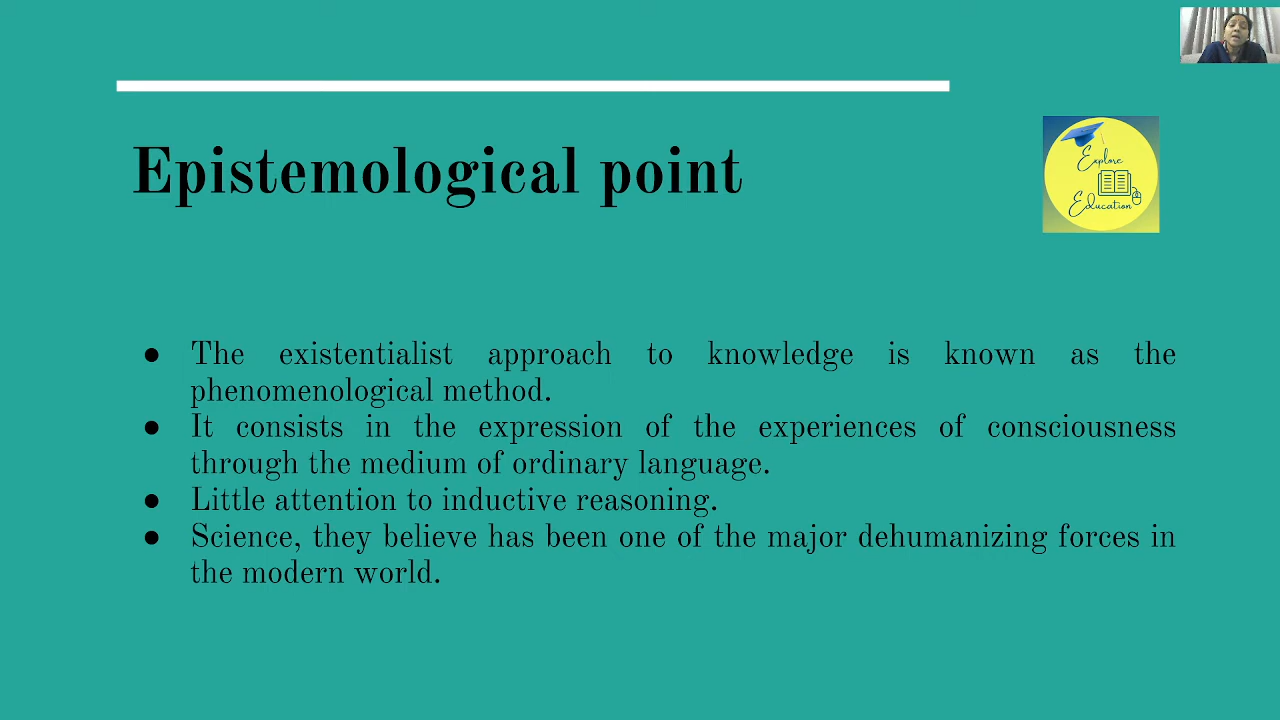 Epistemological point
Explore
Education
● The existentialist approach to knowledge is known as the
phenomenological method.
● It consists in the expression of the experiences of consciousness
through the medium of ordinary language.
● Little attention to inductive reasoning.
● Science, they believe has been one of the major dehumanizing forces in
the modern world.